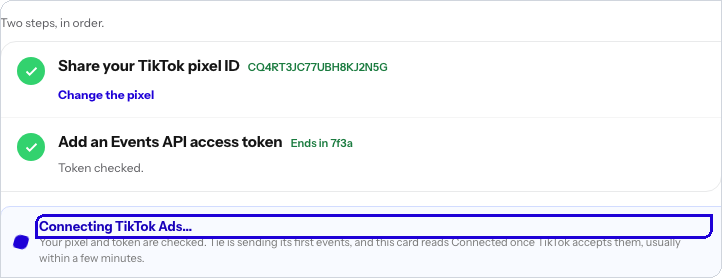 Two steps, in order.
Share your TikTok pixel ID CQ4RT3JC77UBH8KJ2N5G
Change the pixel
Add an Events API access token Ends in 7f3a
Token checked.
Connecting TikTok Ads...
Your pixel and token are checked. Tie is sending its first events, and this card reads Connected once TikTok accepts them, usually
within a few minutes.